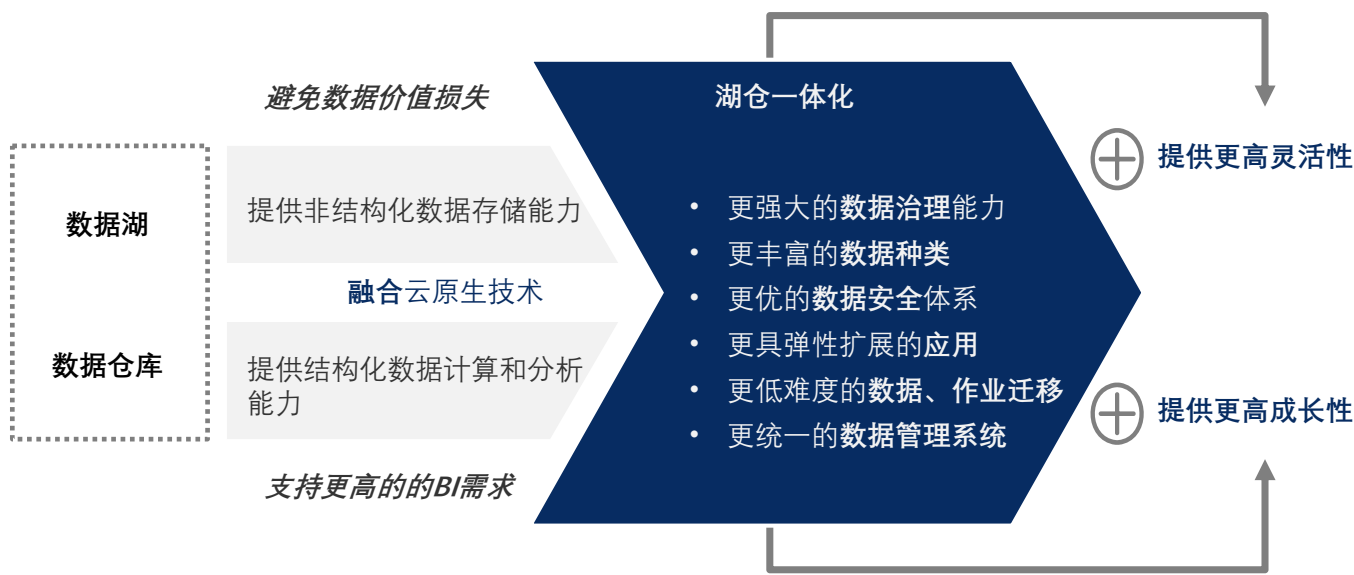 避免数据价值损失
数据湖
数据仓库
提供非结构化数据存储能力
融合云原生技术
提供结构化数据计算和分析
能力
支持更高的的BI需求
湖仓一体化
• 更强大的数据治理能力
• 更丰富的数据种类
• 更优的数据安全体系
• 更具弹性扩展的应用
• 更低难度的数据、作业迁移
• 更统一的数据管理系统
提供更高灵活性
提供更高成长性